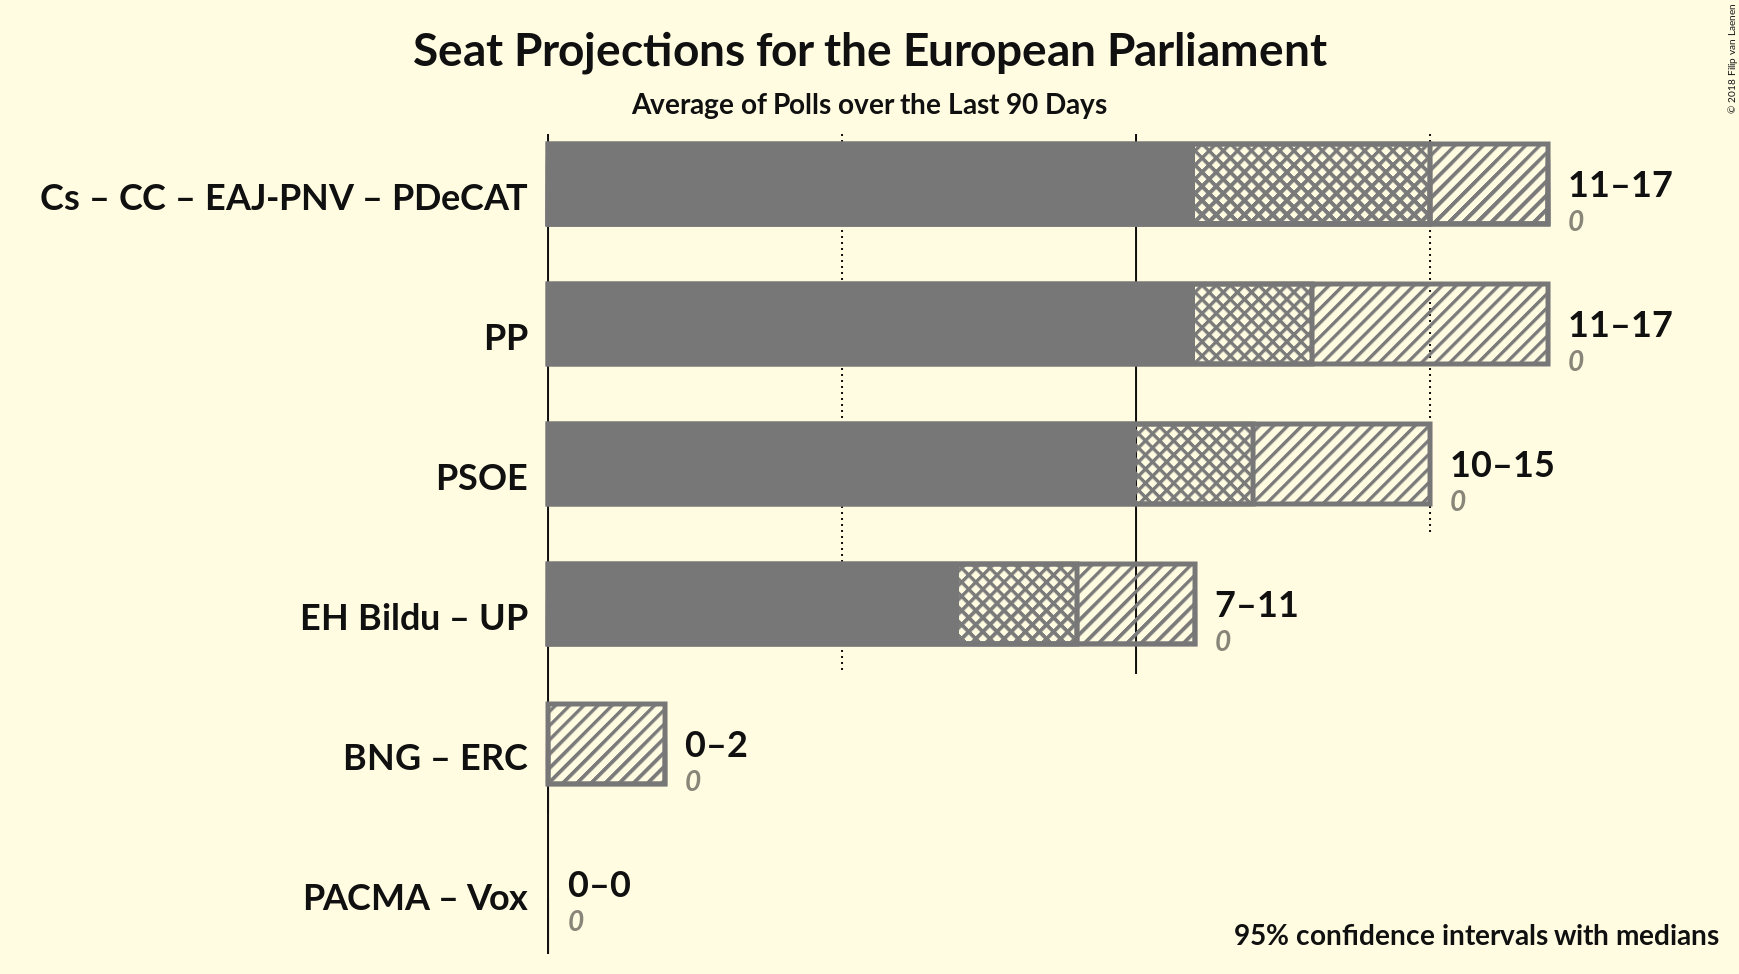 Seat Projections for the European Parliament
Average of Polls over the Last 90 Days
© 2018 Filip van Laenen
Cs – CC – EAJ-PNV – PDeCAT
11–17
0
PP
11–17
0
PSOE
10–15
0
EH Bildu – UP
7–11
0
BNG – ERC
0–2
0
PACMA – Vox
0–0
0
95% confidence intervals with medians